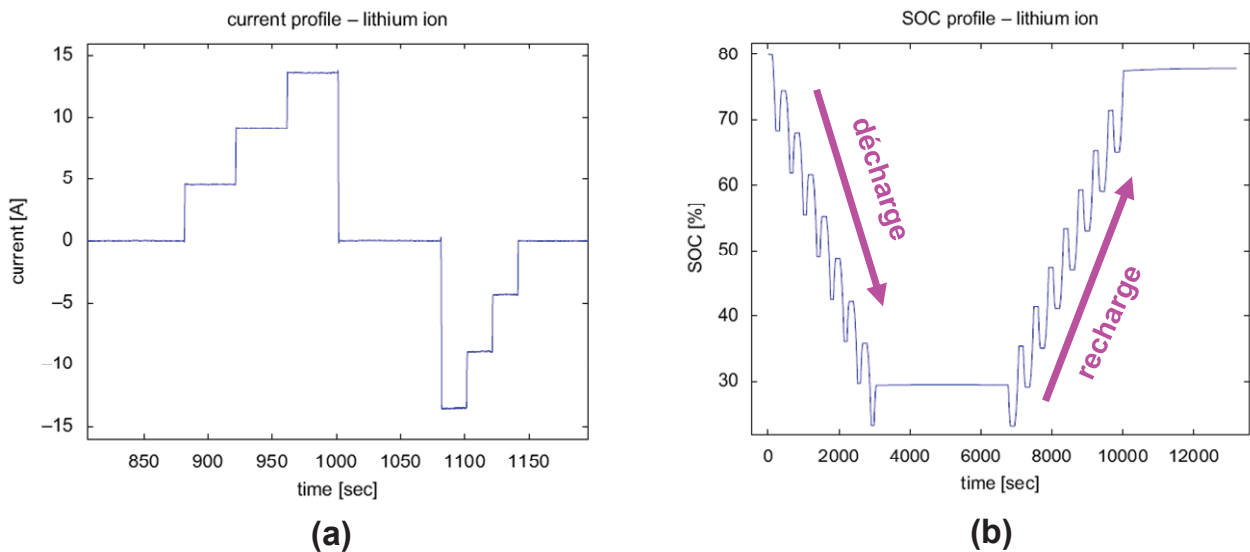 current profile – lithium ion
15
10
5
0
−5
−10
−15
current [A]
850 900 950 1000 1050 1100 1150
time [sec]
(a)
SOC profile – lithium ion
80
70
60
50
40
30
SOC [%]
décharge
recharge
0 2000 4000 6000 8000 10000 12000
time [sec]
(b)